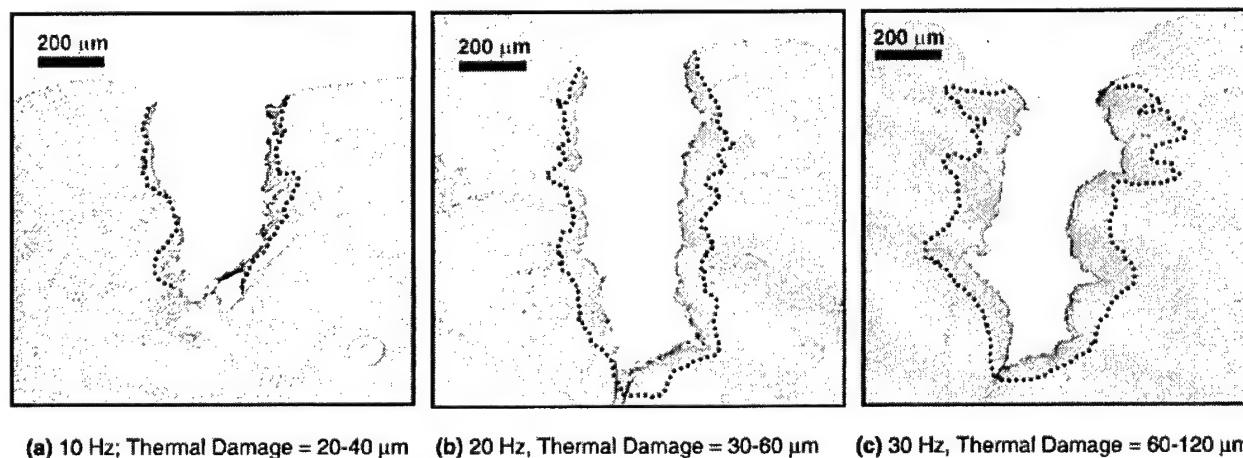 200 µm
200 µm
200 µm
(a) 10 Hz; Thermal Damage = 20-40 µm
(b) 20 Hz, Thermal Damage = 30-60 µm
(c) 30 Hz, Thermal Damage = 60-120 µm